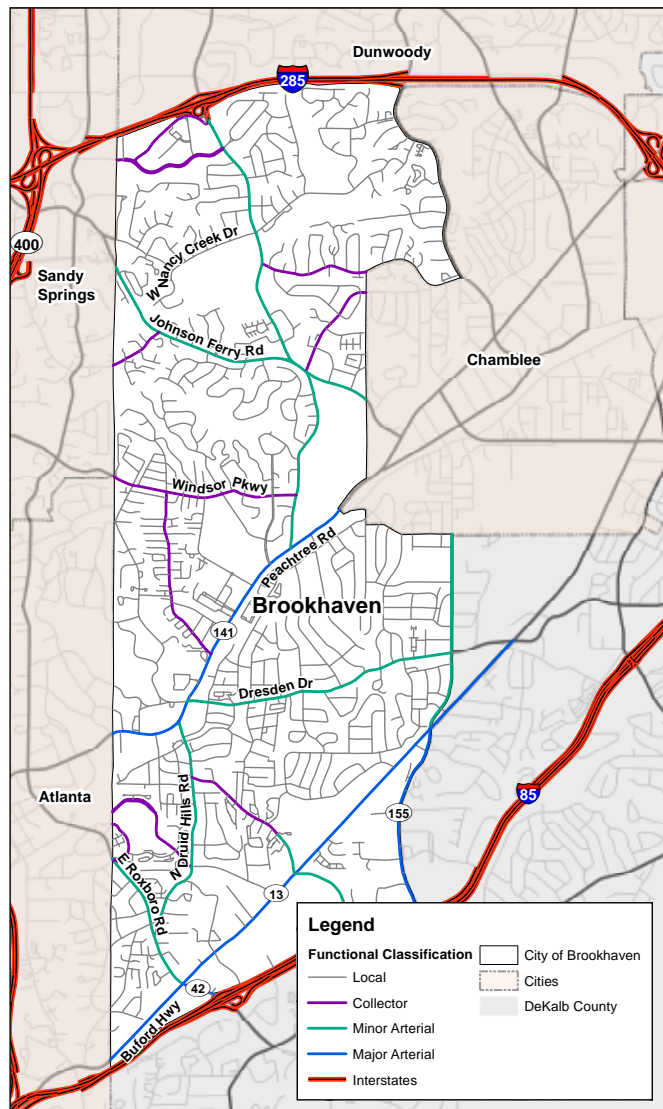 Dunwoody
285
W Nancy Creek Dr
400
Sandy
Springs
Johnson Ferry Rd
Chamblee
Windsor Pkwy
Peachtree Rd
Brookhaven
141
Dresden Dr
Atlanta
85
N Druid Hills Rd
155
E Roxboro Rd
13
42
Buford Hwy
Legend
Functional Classification
Local
Collector
Minor Arterial
Major Arterial
Interstates
City of Brookhaven
Cities
DeKalb County